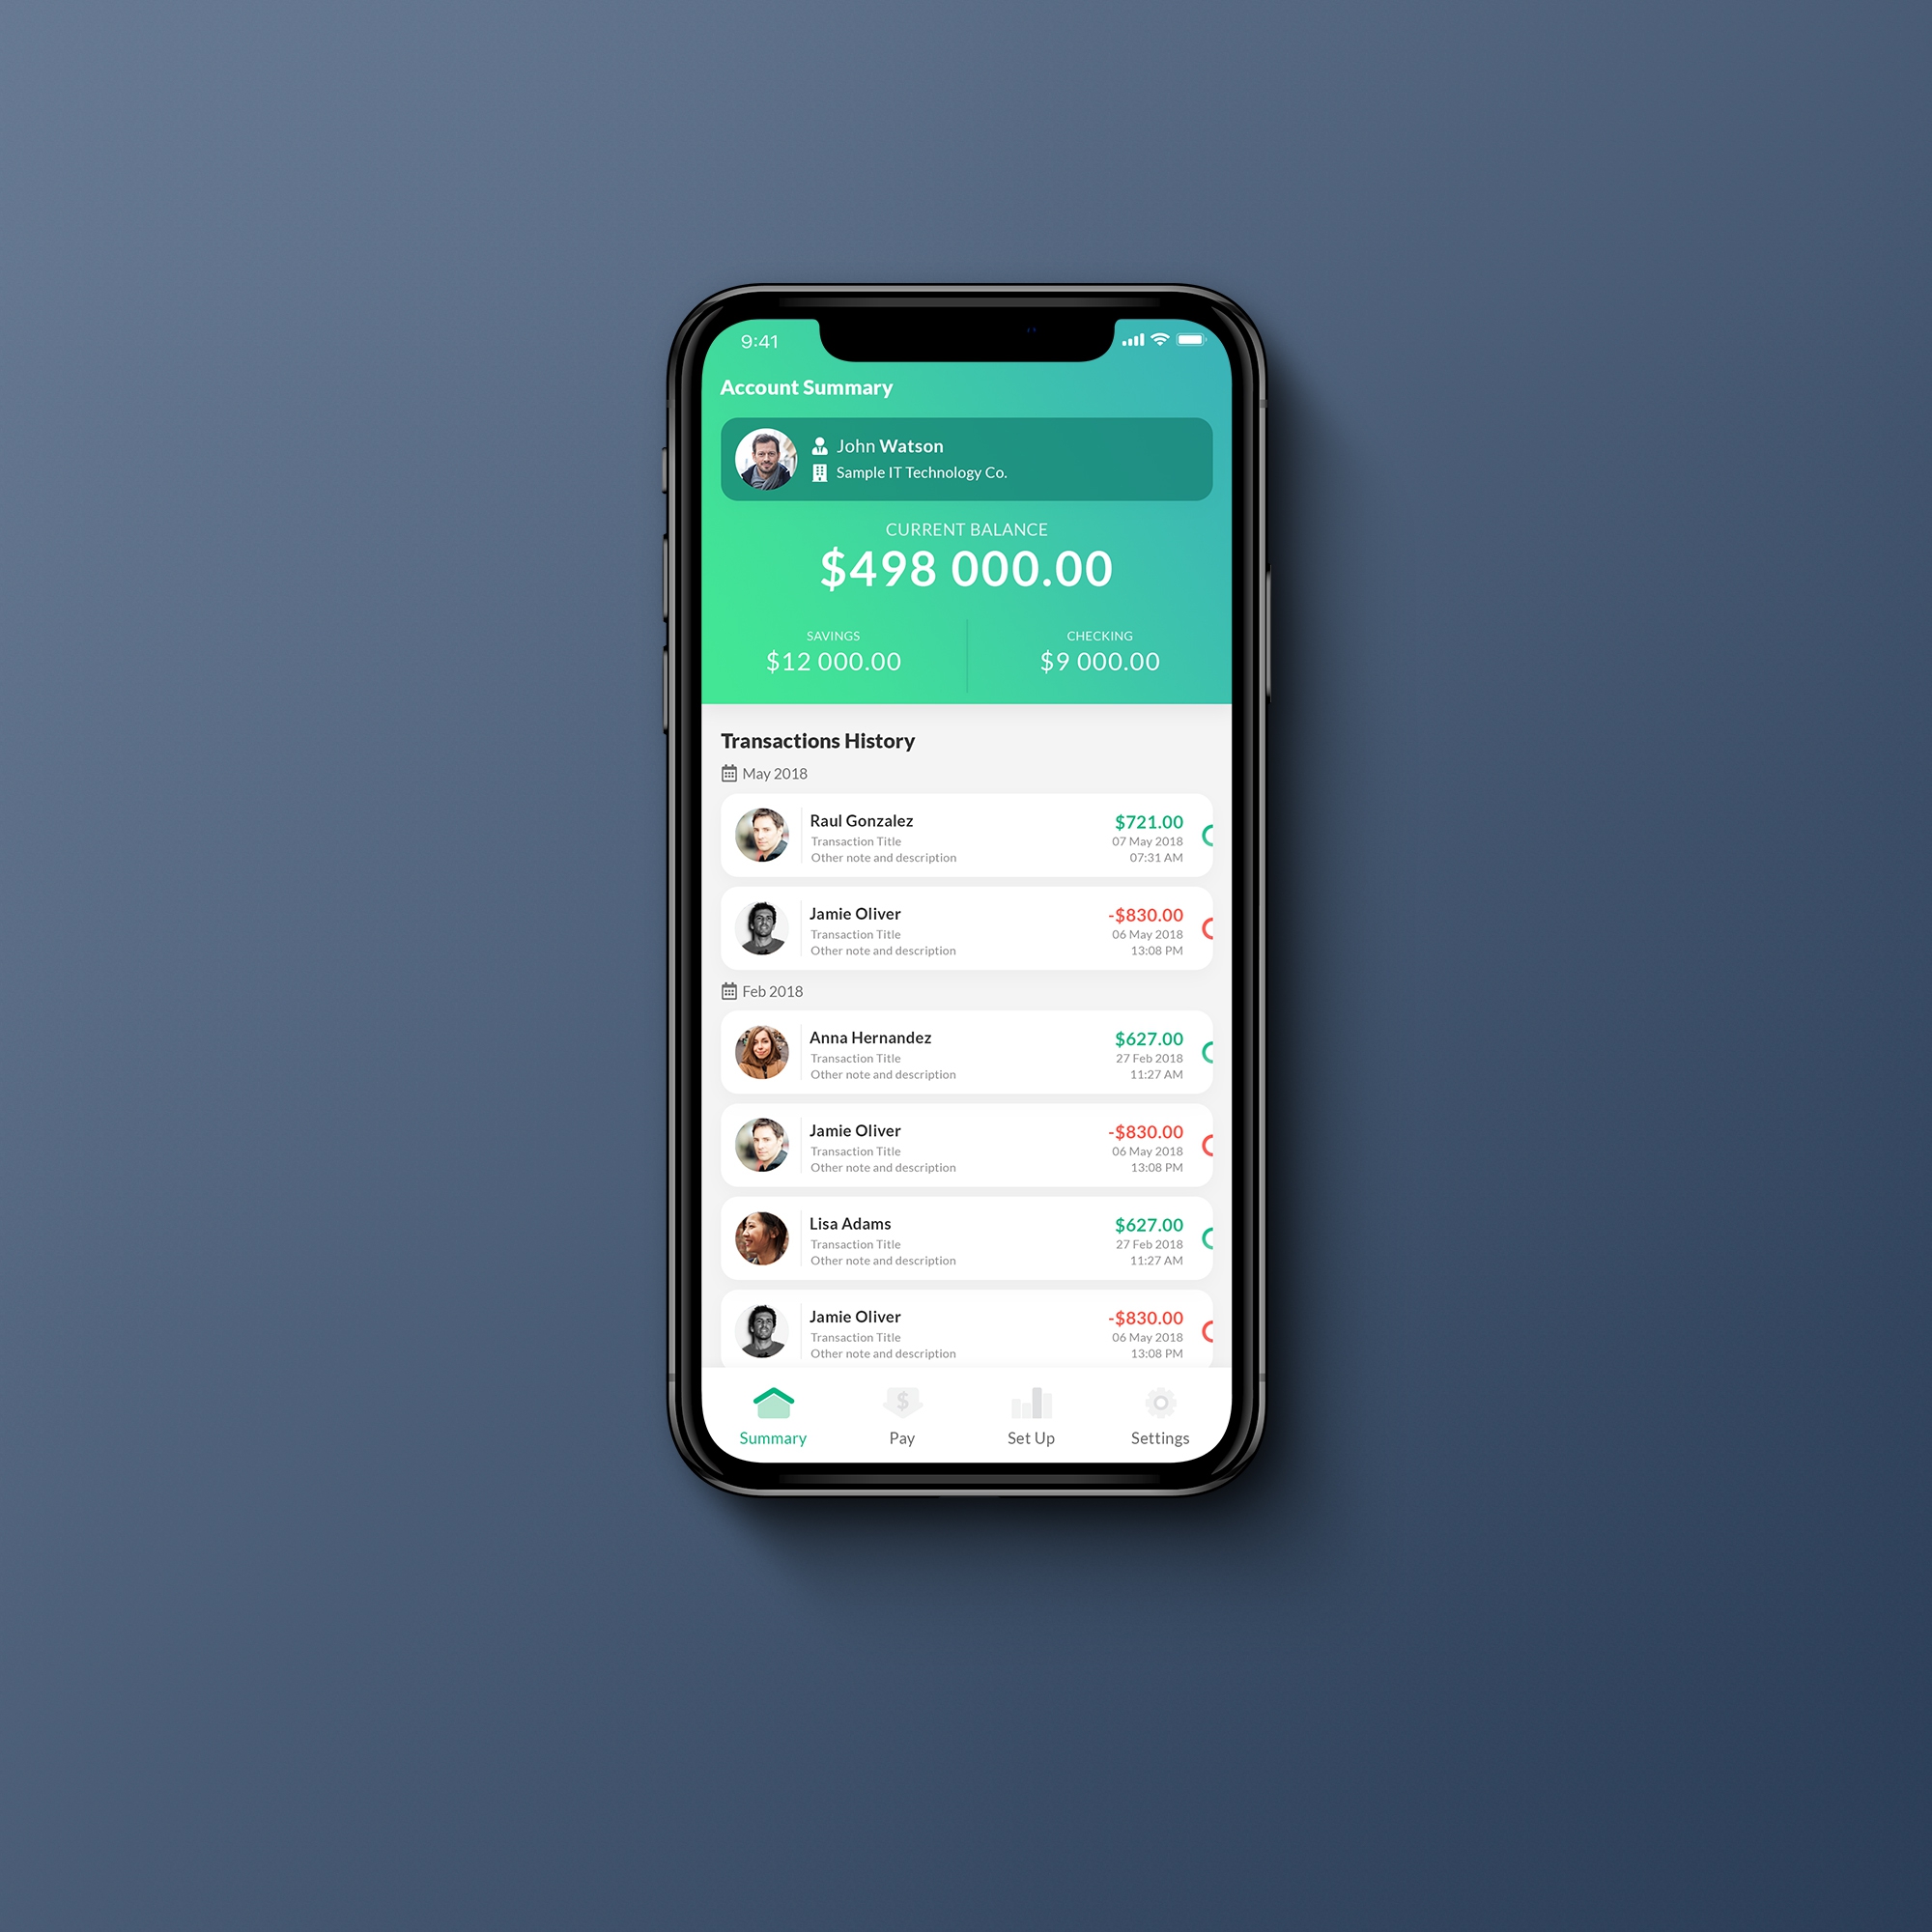 9:41
Account Summary
John Watson
Sample IT Technology Co.
CURRENT BALANCE
$498 000.00
SAVINGS
$12 000.00
CHECKING
$9 000.00
Transactions History
May 2018
Raul Gonzalez
$721.00
Transaction Title
07 May 2018
Other note and description
07:31 AM
Jamie Oliver
-$830.00
Transaction Title
06 May 2018
Other note and description
13:08 PM
Feb 2018
Anna Hernandez
$627.00
Transaction Title
27 Feb 2018
Other note and description
11:27 AM
Jamie Oliver
-$830.00
Transaction Title
06 May 2018
Other note and description
13:08 PM
Lisa Adams
$627.00
Transaction Title
27 Feb 2018
Other note and description
11:27 AM
Jamie Oliver
-$830.00
Transaction Title
06 May 2018
Other note and description
13:08 PM
$
Summary
Pay
Set Up
Settings